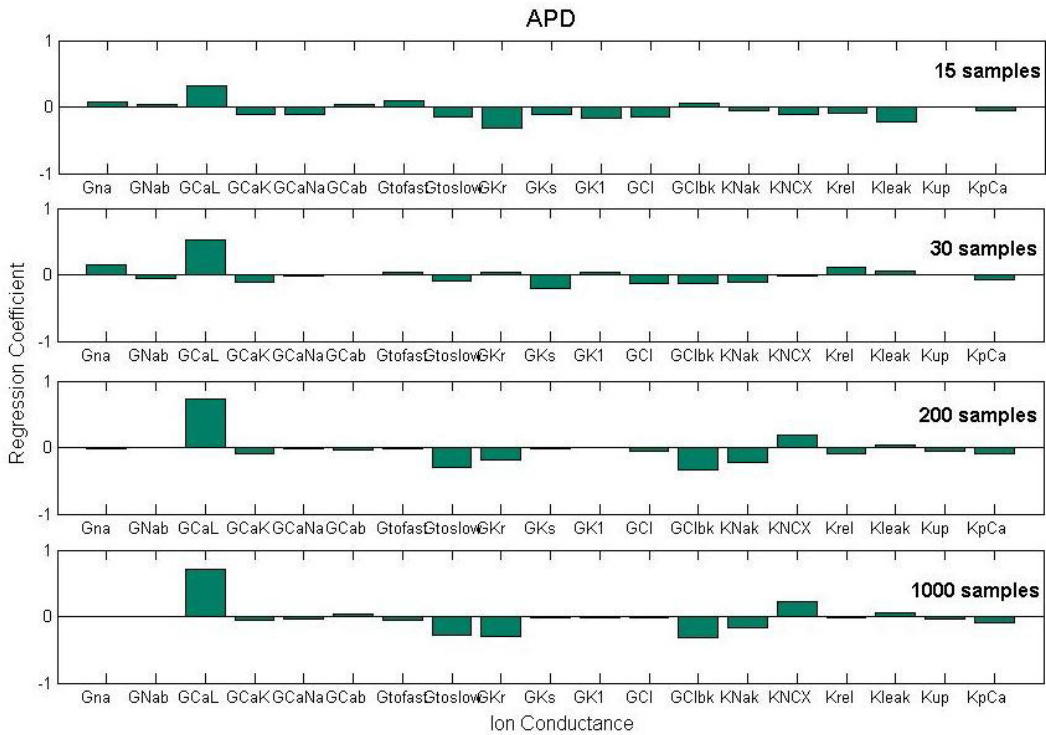 APD
1
15 samples
0
-1
Gna GNab GCaL GCaK GCaNa GCab Gtofast Gtoslow GKr GKs GK1 GCl GClbk KNak KNCX Krel Kleak Kup KpCa
1
30 samples
0
-1
Gna GNab GCaL GCaK GCaNa GCab Gtofast Gtoslow GKr GKs GK1 GCl GClbk KNak KNCX Krel Kleak Kup KpCa
Regression Coefficient
1
200 samples
0
-1
Gna GNab GCaL GCaK GCaNa GCab Gtofast Gtoslow GKr GKs GK1 GCl GClbk KNak KNCX Krel Kleak Kup KpCa
1
1000 samples
0
-1
Gna GNab GCaL GCaK GCaNa GCab Gtofast Gtoslow GKr GKs GK1 GCl GClbk KNak KNCX Krel Kleak Kup KpCa
Ion Conductance